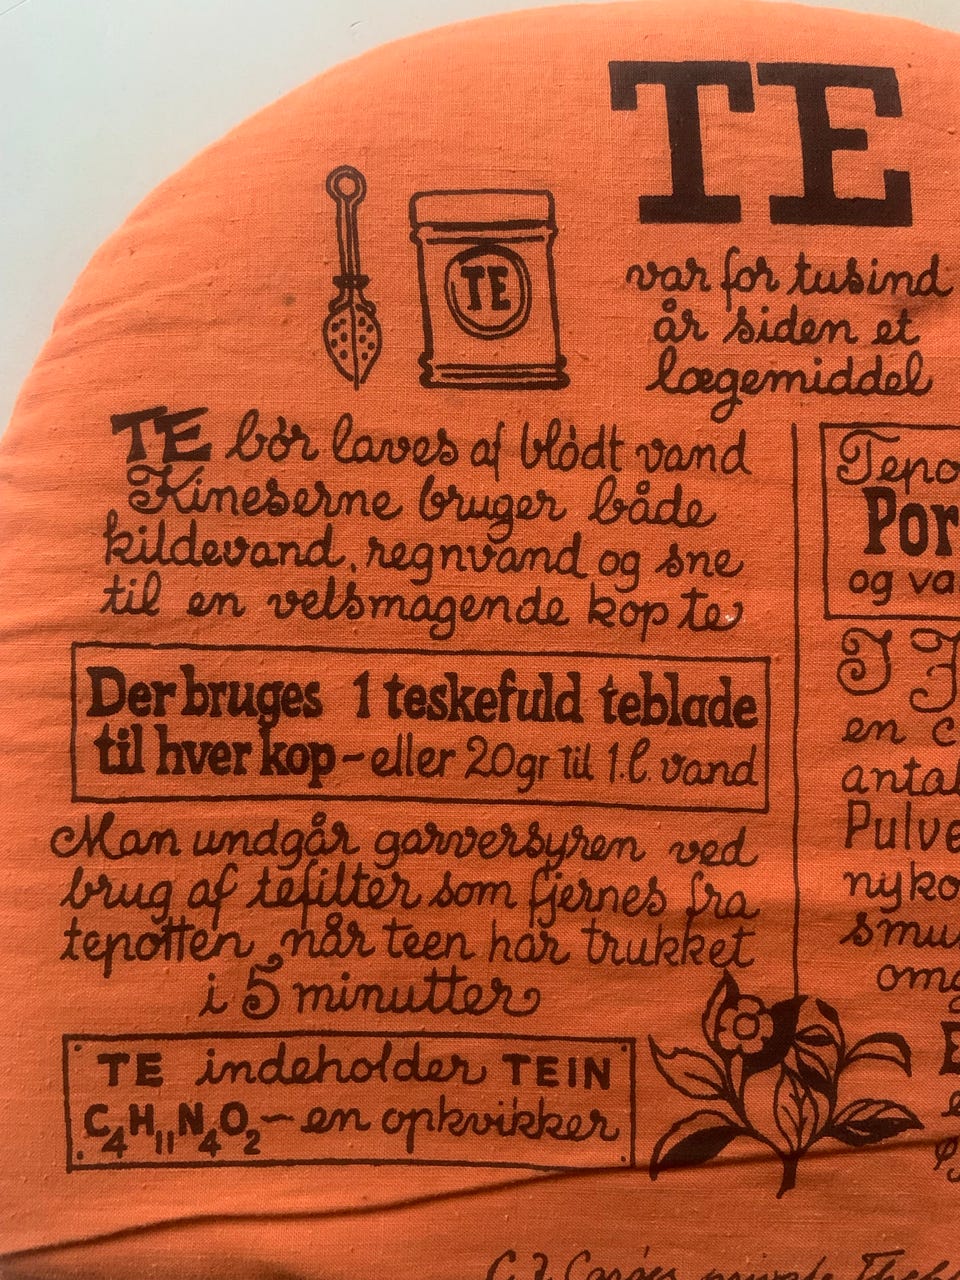 TE
TE
var for tusind
år siden et
lægemiddel
TE bør laves af blødt vand
Kineserne bruger både
kildevand, regnvand og sne
til en velsmagende kop te
Der bruges 1 teskefuld teblade
til hver kop - eller 20gr til 1.l. vand
Man undgår garversyren ved
brug af tefilter som fjernes fra
tepotten, når teen har trukket
i 5 minutter
TE indeholder TEIN
C4H11N4O2 - en opkvikker
og
en